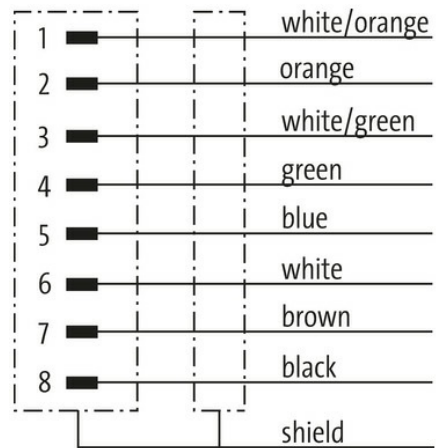 1 white/orange
2 orange
3 white/green
4 green
5 blue
6 white
7 brown
8 black
shield